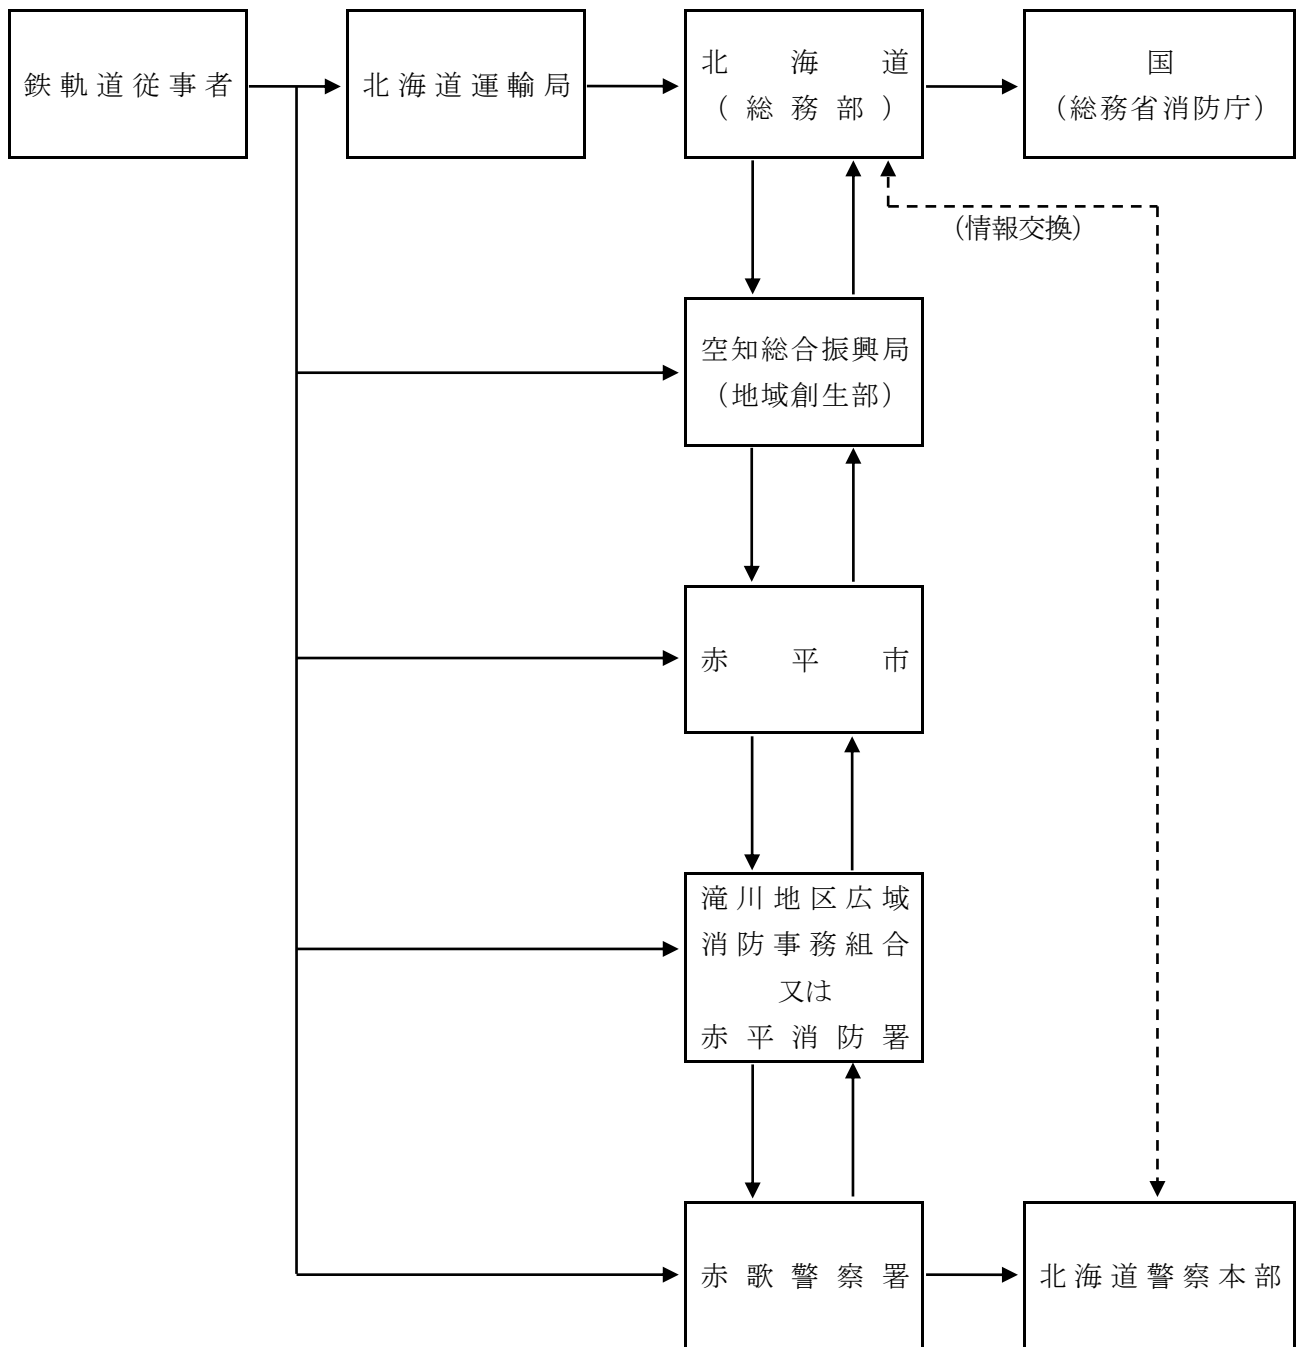 鉄軌道従事者
北海道運輸局
北海道
（総務部）
国
（総務省消防庁）
（情報交換）
空知総合振興局
（地域創生部）
赤平市
滝川地区広域
消防事務組合
又は
赤平消防署
赤歌警察署
北海道警察本部